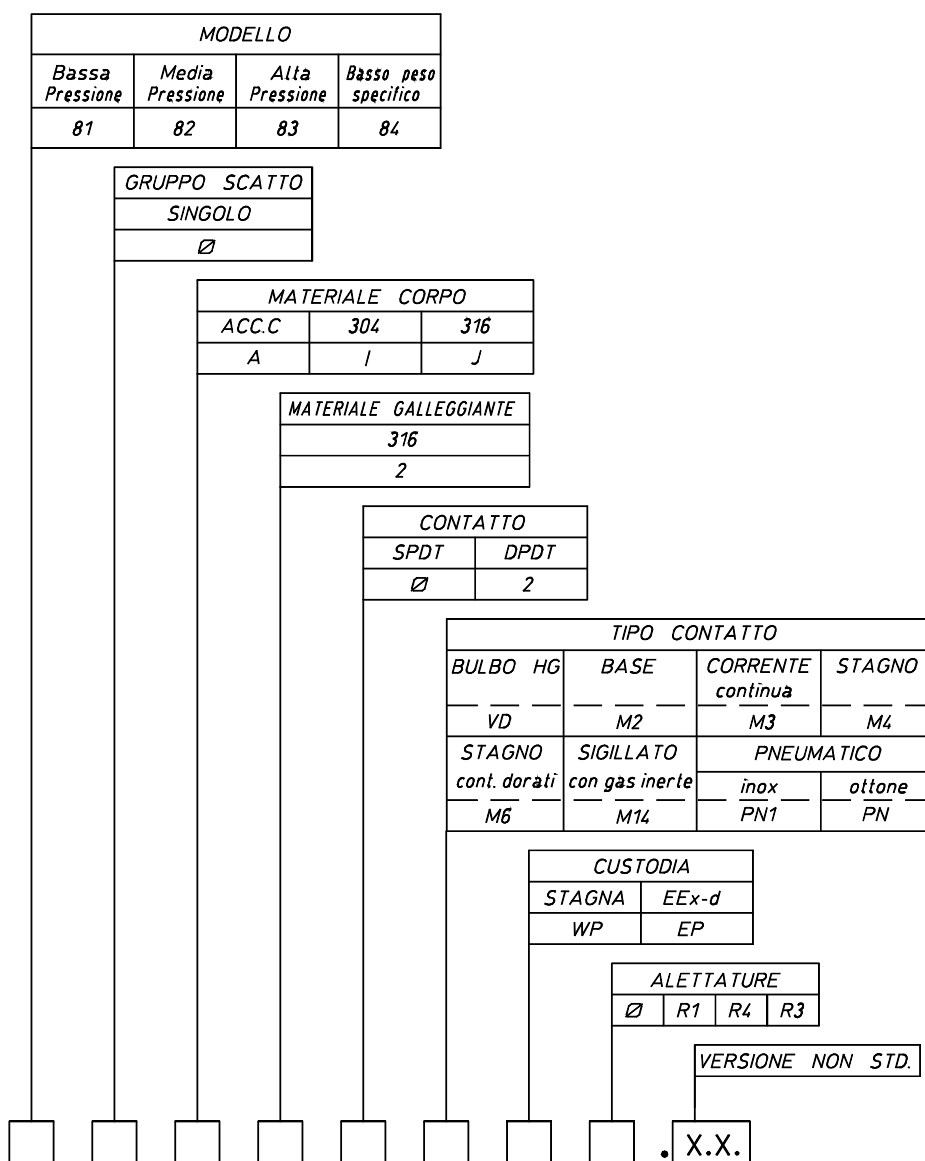 MODELLO
Bassa Pressione Media Pressione Alta Pressione Basso peso specifico
81 82 83 84
GRUPPO SCATTO
SINGOLO
Ø
MATERIALE CORPO
ACC.C 304 316
A I J
MATERIALE GALLEGGIANTE
316
2
CONTATTO
SPDT DPDT
Ø 2
TIPO CONTATTO
BULBO HG BASE CORRENTE continua STAGNO
VD M2 M3 M4
STAGNO cont. dorati SIGILLATO con gas inerte PNEUMATICO
inox ottone
M6 M14 PN1 PN
CUSTODIA
STAGNA EEx-d
WP EP
ALETTATURE
Ø R1 R4 R3
VERSIONE NON STD.
. X.X.